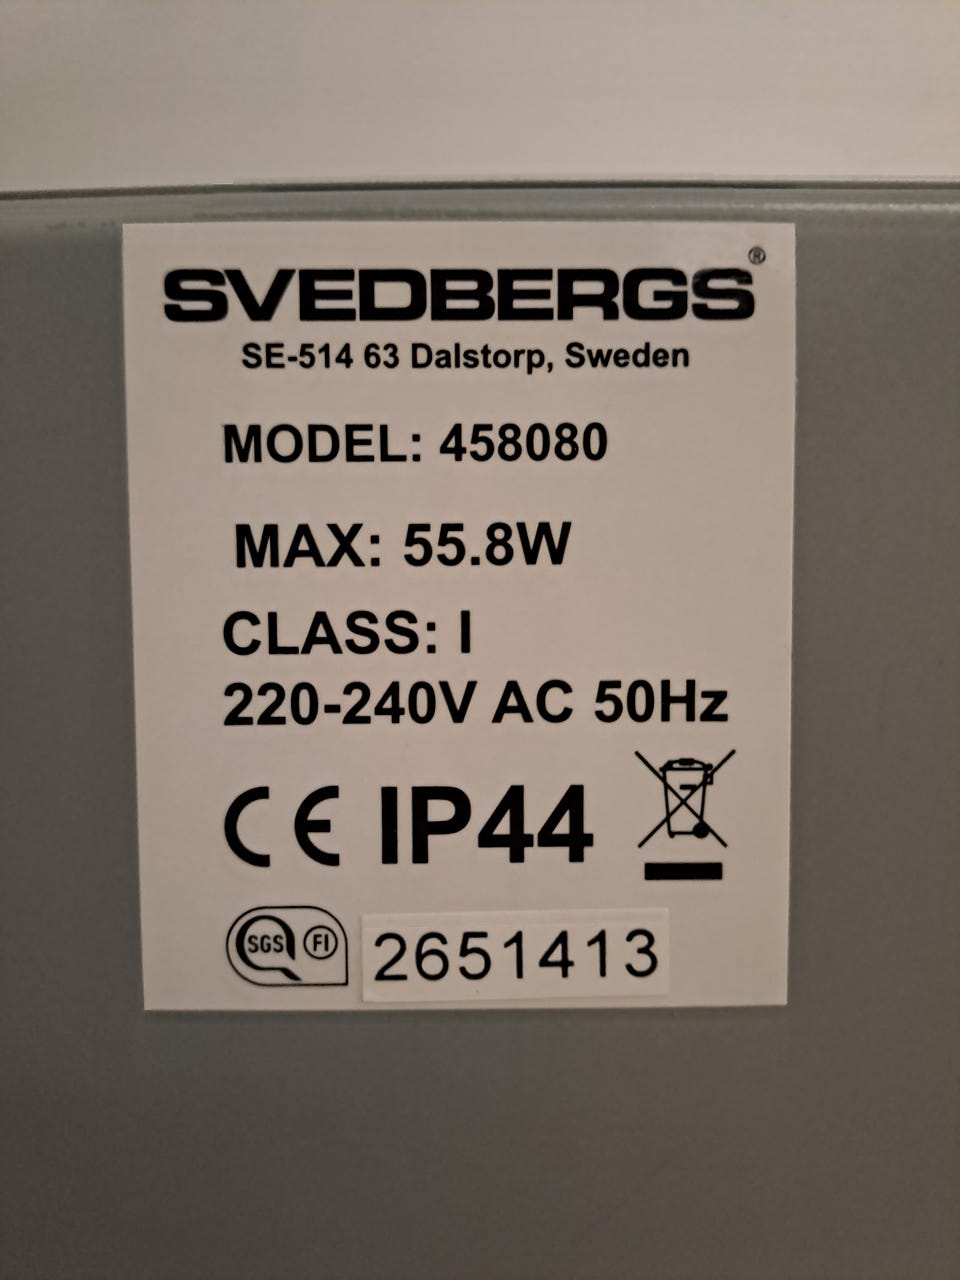 SVEDBERGS®
SE-514 63 Dalstorp, Sweden
MODEL: 458080
MAX: 55.8W
CLASS: I
220-240V AC 50Hz
CE IP44
SGS FI 2651413